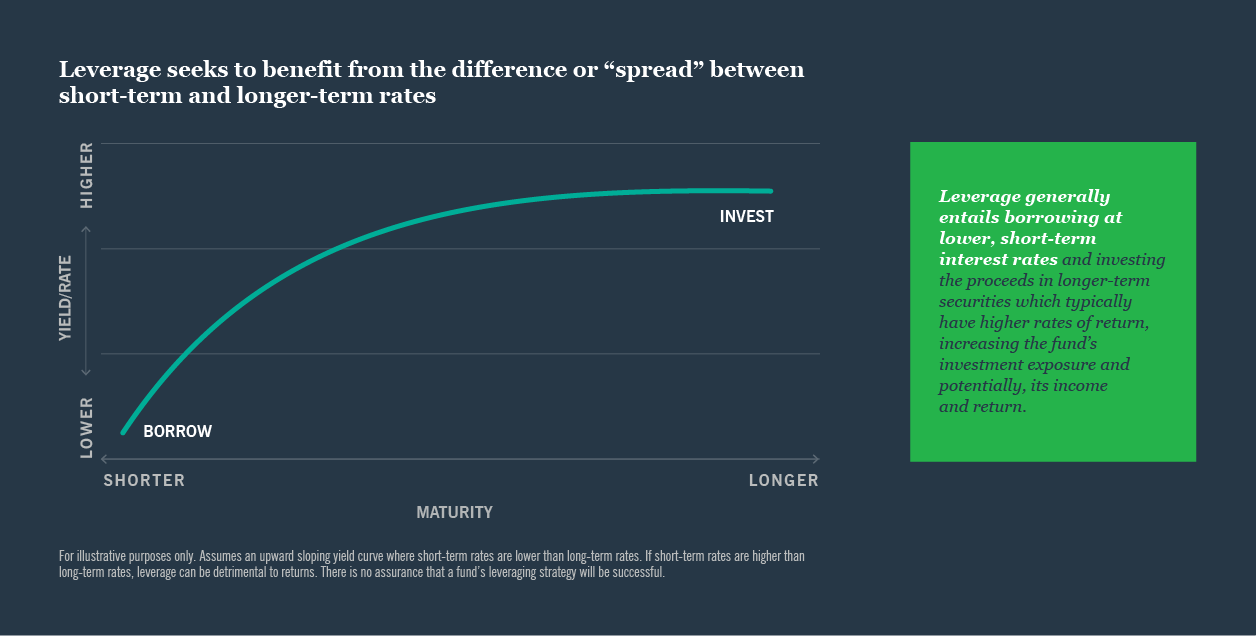 Leverage seeks to benefit from the difference or “spread” between
short-term and longer-term rates
HIGHER
YIELD/RATE
LOWER
INVEST
BORROW
SHORTER
LONGER
MATURITY
Leverage generally
entails borrowing at
lower, short-term
interest rates and investing
the proceeds in longer-term
securities which typically
have higher rates of return,
increasing the fund’s
investment exposure and
potentially, its income
and return.
For illustrative purposes only. Assumes an upward sloping yield curve where short-term rates are lower than long-term rates. If short-term rates are higher than
long-term rates, leverage can be detrimental to returns. There is no assurance that a fund’s leveraging strategy will be successful.